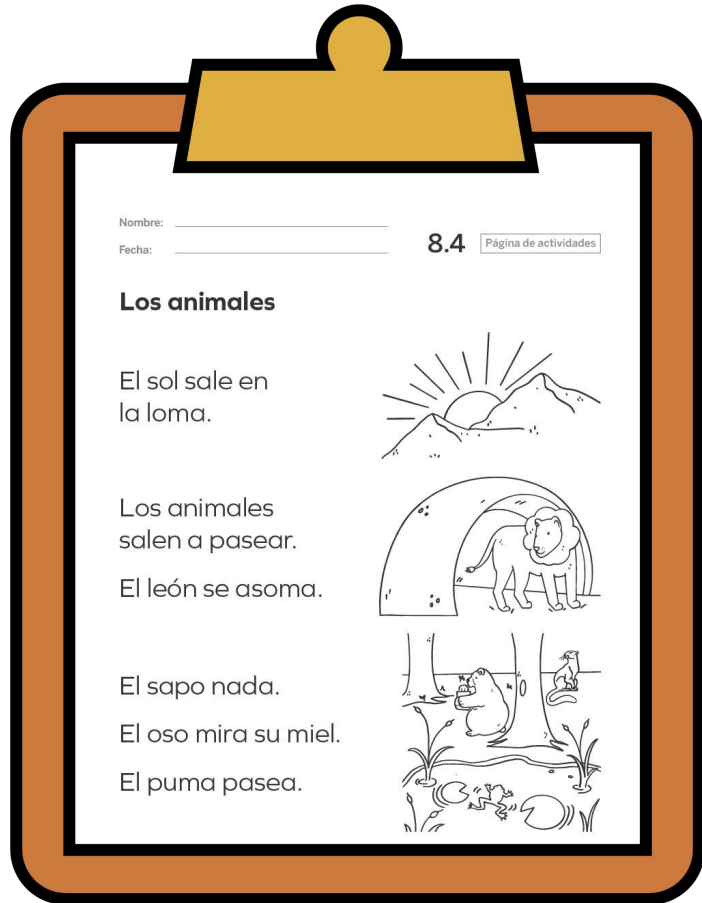 Nombre:
8.4
Página de actividades
Fecha:
Los animales
El sol sale en
la loma.
Los animales
salen a pasear.
El león se asoma.
El sapo nada.
El oso mira su miel.
El puma pasea.